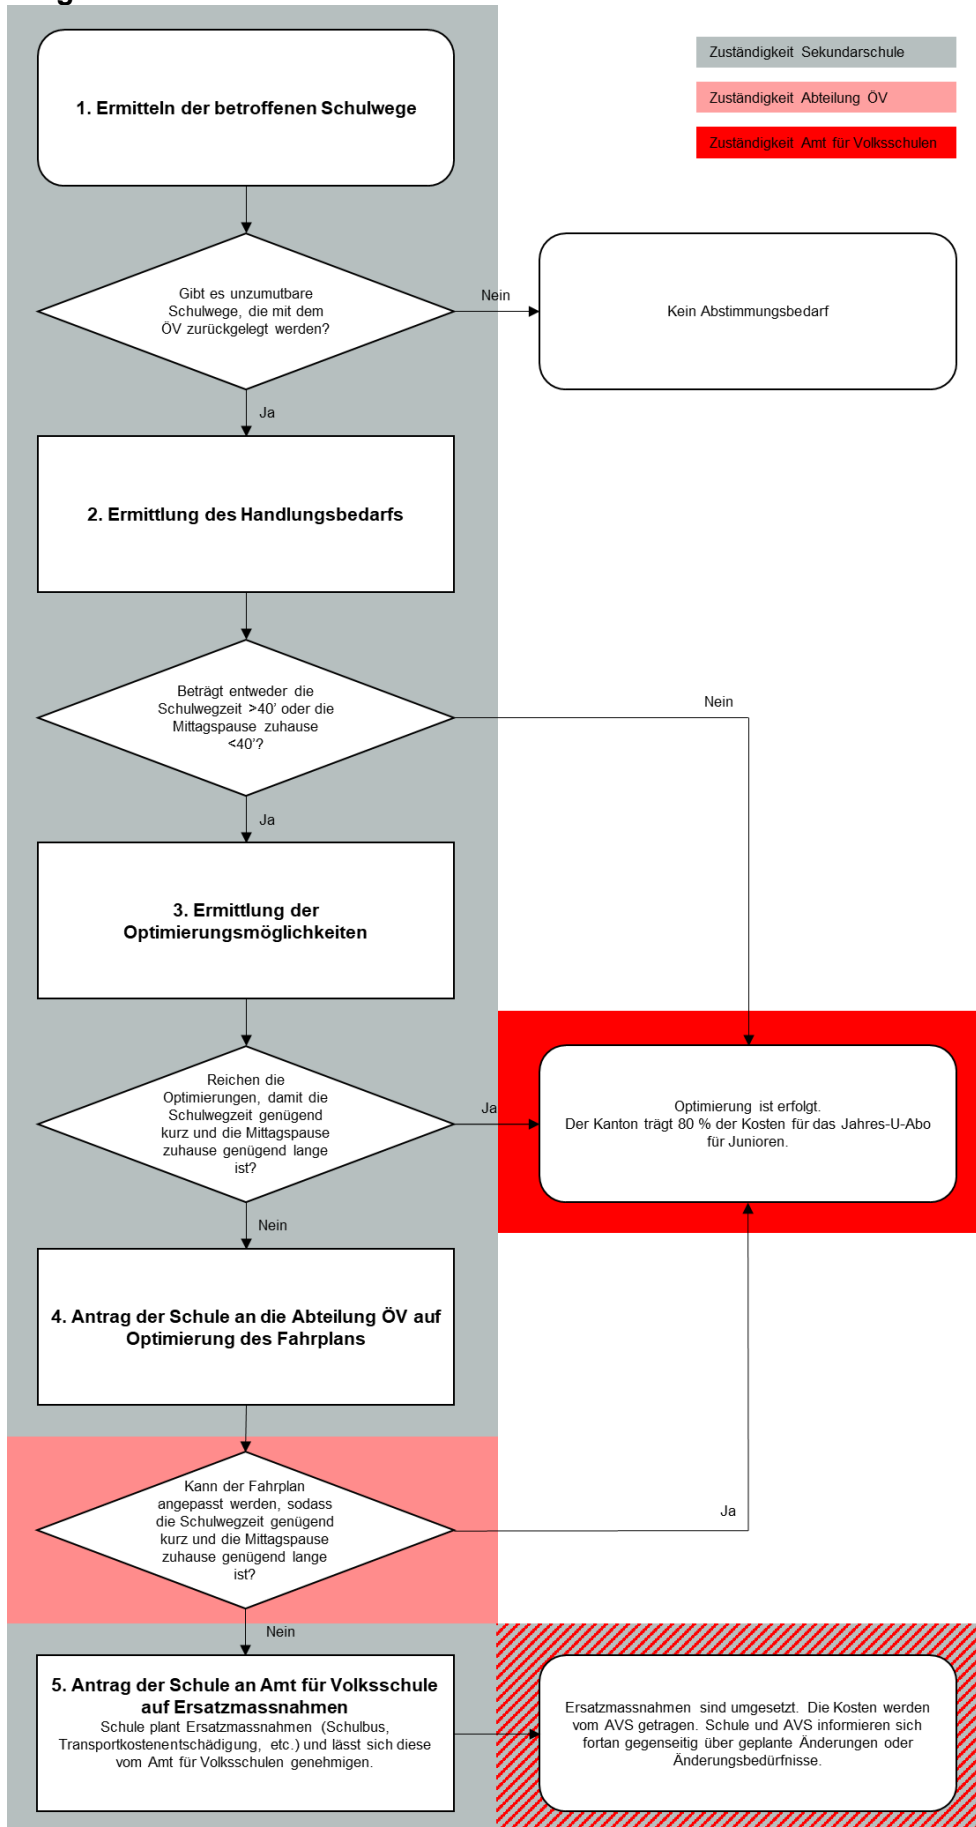 Zuständigkeit Sekundarschule
Zuständigkeit Abteilung ÖV
Zuständigkeit Amt für Volksschulen
1. Ermitteln der betroffenen Schulwege
Gibt es unzumutbare
Schulwege, die mit dem
ÖV zurückgelegt werden?
Nein
Kein Abstimmungsbedarf
Ja
2. Ermittlung des Handlungsbedarfs
Beträgt entweder die
Schulwegzeit >40' oder die
Mittagspause zuhause
<40'?
Nein
Ja
3. Ermittlung der
Optimierungsmöglichkeiten
Reichen die
Optimierungen, damit die
Schulwegzeit genügend
kurz und die Mittagspause
zuhause genügend lange
ist?
Ja
Optimierung ist erfolgt.
Der Kanton trägt 80 % der Kosten für das Jahres-U-Abo
für Junioren.
Nein
4. Antrag der Schule an die Abteilung ÖV auf
Optimierung des Fahrplans
Kann der Fahrplan
angepasst werden, sodass
die Schulwegzeit genügend
kurz und die Mittagspause
zuhause genügend lange
ist?
Ja
Nein
5. Antrag der Schule an Amt für Volksschule
auf Ersatzmassnahmen
Schule plant Ersatzmassnahmen (Schulbus,
Transportkostenentschädigung, etc.) und lässt sich diese
vom Amt für Volksschulen genehmigen.
Ersatzmassnahmen sind umgesetzt. Die Kosten werden
vom AVS getragen. Schule und AVS informieren sich
fortan gegenseitig über geplante Änderungen oder
Änderungsbedürfnisse.